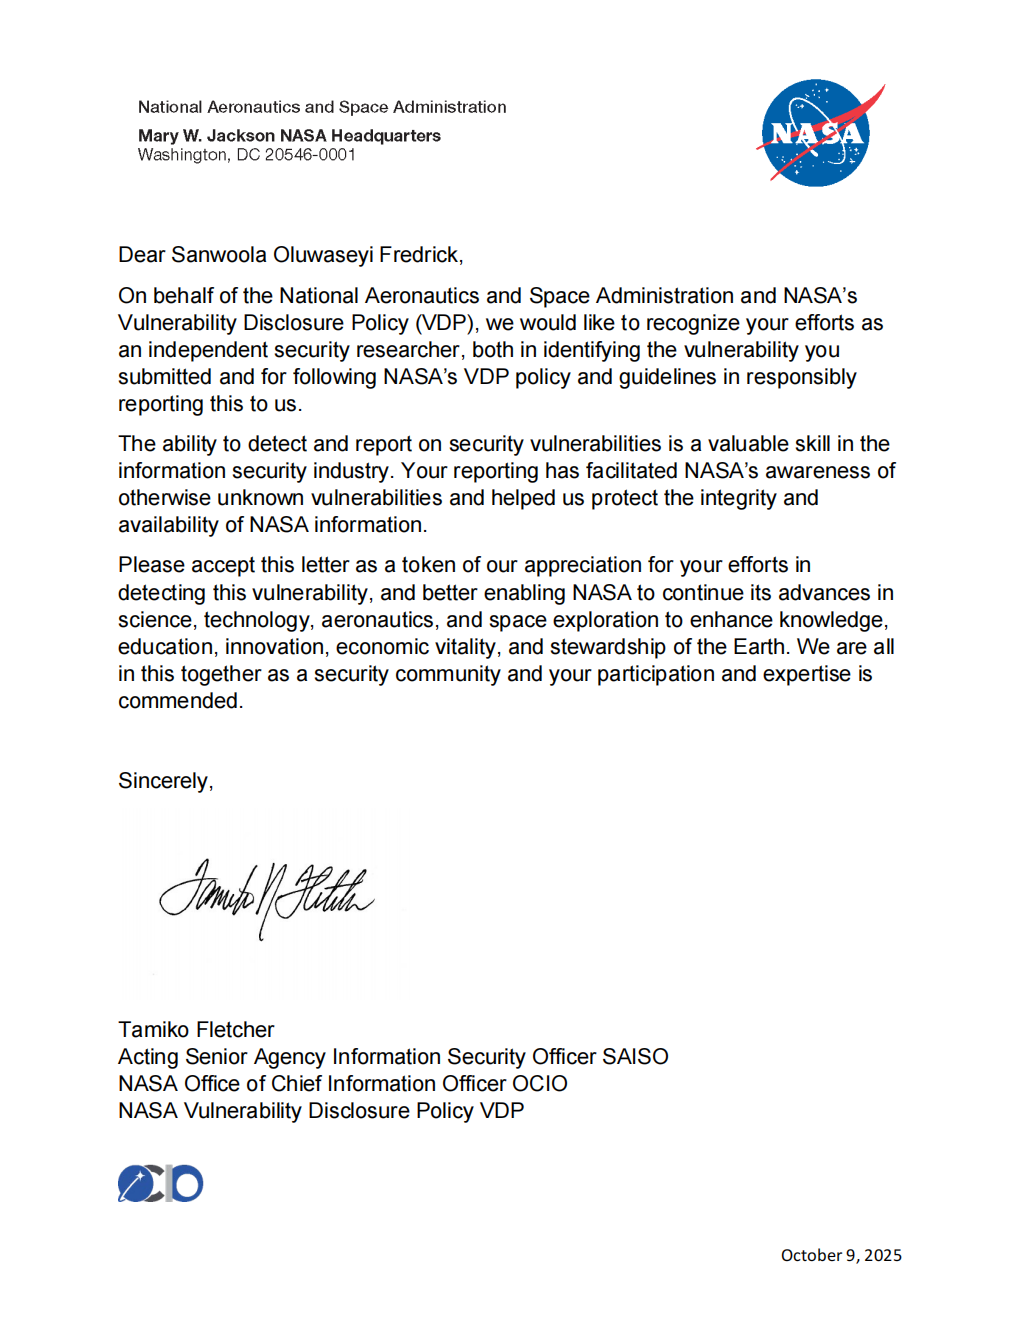 National Aeronautics and Space Administration
Mary W. Jackson NASA Headquarters
Washington, DC 20546-0001
NASA
Dear Sanwoola Oluwaseyi Fredrick,
On behalf of the National Aeronautics and Space Administration and NASA’s
Vulnerability Disclosure Policy (VDP), we would like to recognize your efforts as
an independent security researcher, both in identifying the vulnerability you
submitted and for following NASA’s VDP policy and guidelines in responsibly
reporting this to us.
The ability to detect and report on security vulnerabilities is a valuable skill in the
information security industry. Your reporting has facilitated NASA’s awareness of
otherwise unknown vulnerabilities and helped us protect the integrity and
availability of NASA information.
Please accept this letter as a token of our appreciation for your efforts in
detecting this vulnerability, and better enabling NASA to continue its advances in
science, technology, aeronautics, and space exploration to enhance knowledge,
education, innovation, economic vitality, and stewardship of the Earth. We are all
in this together as a security community and your participation and expertise is
commended.
Sincerely,
Tamiko N Fletcher
Tamiko Fletcher
Acting Senior Agency Information Security Officer SAISO
NASA Office of Chief Information Officer OCIO
NASA Vulnerability Disclosure Policy VDP
OCIO
October 9, 2025